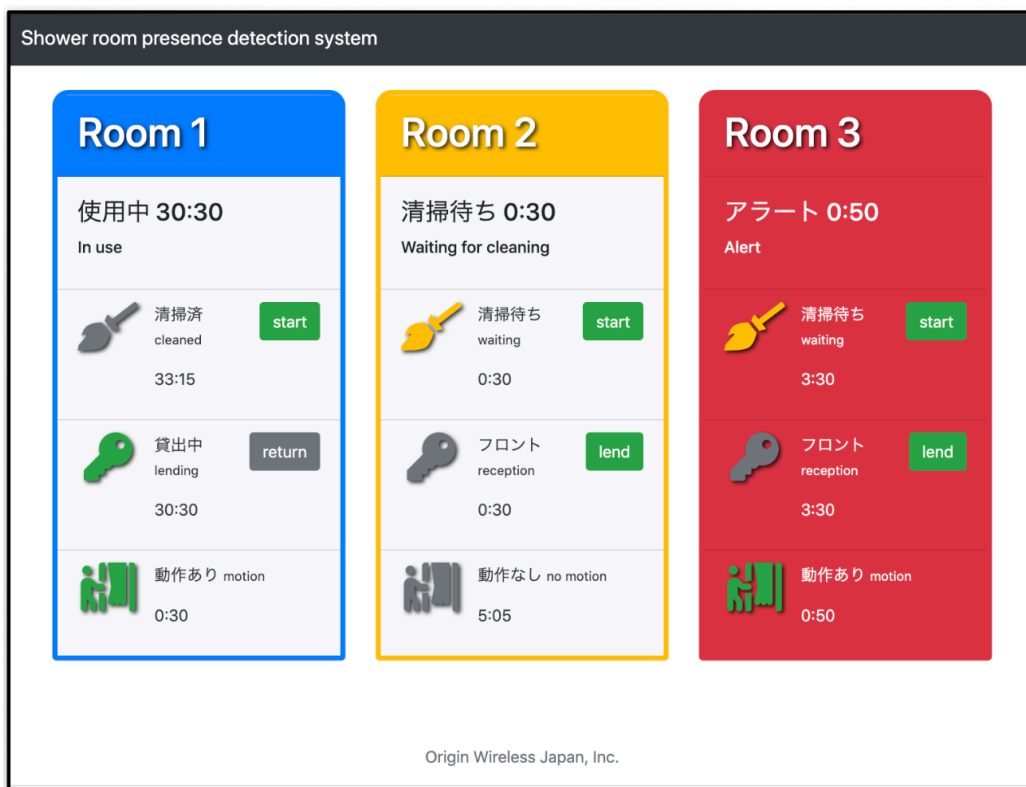 Shower room presence detection system
Room 1
使用中 30:30
In use
清掃済
cleaned
start
33:15
貸出中
lending
return
30:30
動作あり motion
0:30
Room 2
清掃待ち 0:30
Waiting for cleaning
清掃待ち
waiting
start
0:30
フロント
reception
lend
0:30
動作なし no motion
5:05
Room 3
アラート 0:50
Alert
清掃待ち
waiting
start
3:30
フロント
reception
lend
3:30
動作あり motion
0:50
Origin Wireless Japan, Inc.